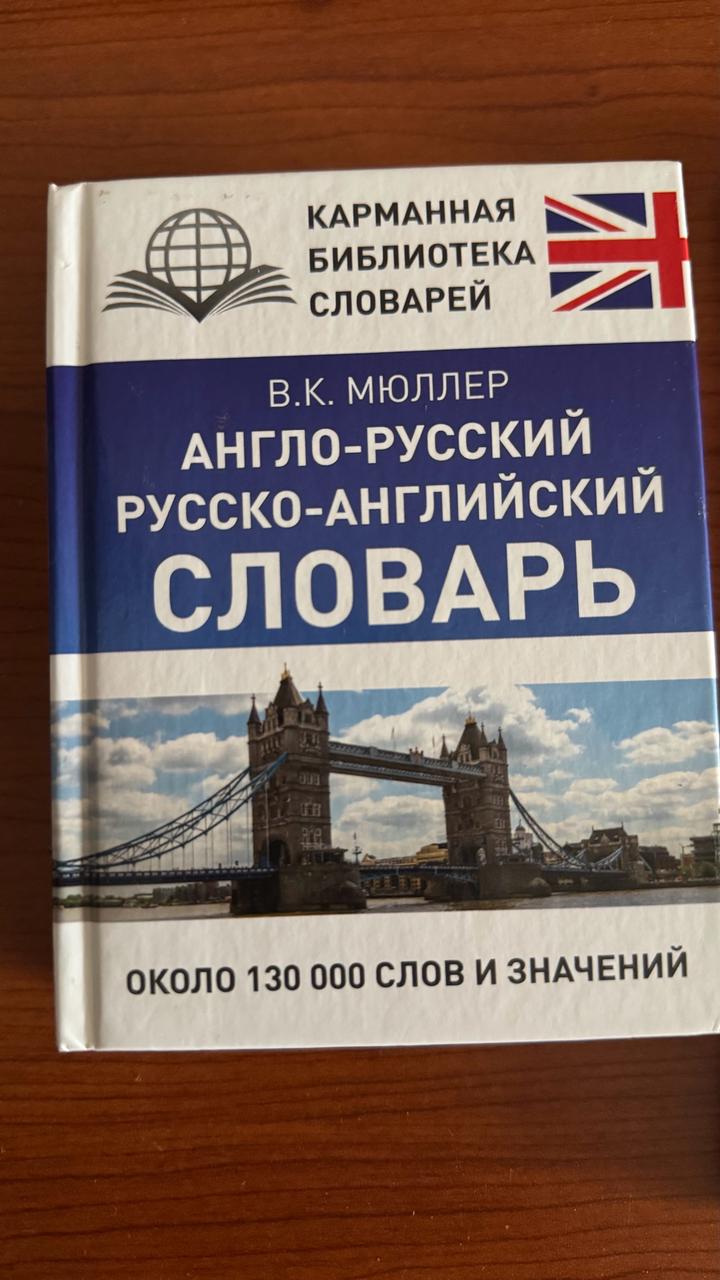 КАРМАННАЯ
БИБЛИОТЕКА
СЛОВАРЕЙ
В.К. МЮЛЛЕР
АНГЛО-РУССКИЙ
РУССКО-АНГЛИЙСКИЙ
СЛОВАРЬ
ОКОЛО 130 000 СЛОВ И ЗНАЧЕНИЙ